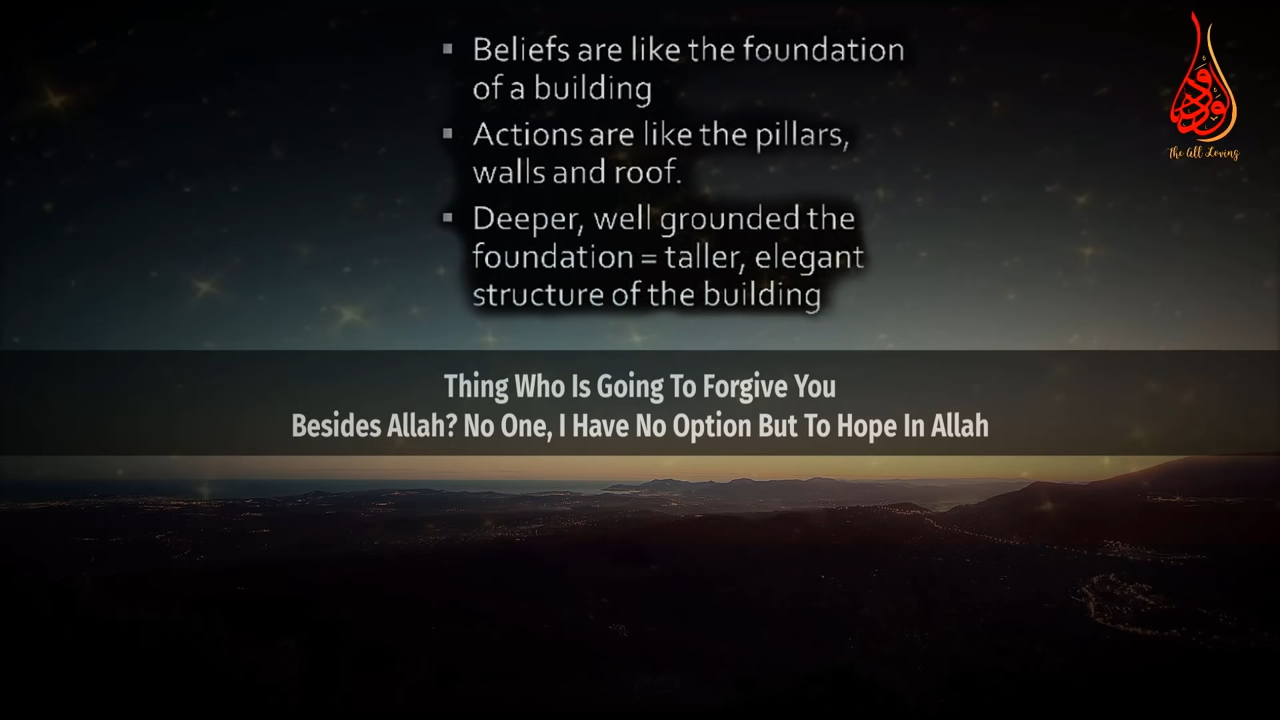 ▪ Beliefs are like the foundation
of a building
▪ Actions are like the pillars,
walls and roof.
▪ Deeper, well grounded the
foundation = taller, elegant
structure of the building
الودود
The All Loving
Thing Who Is Going To Forgive You
Besides Allah? No One, I Have No Option But To Hope In Allah